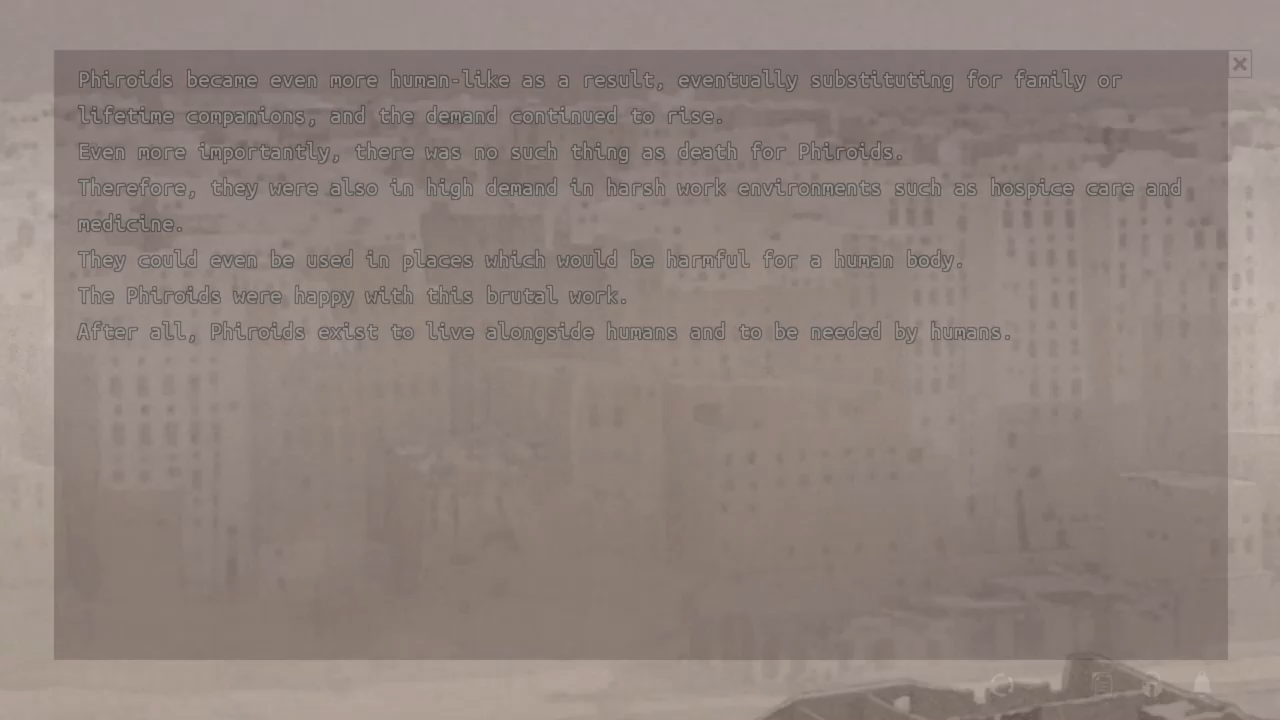 Phiroids became even more human-like as a result, eventually substituting for family or
lifetime companions, and the demand continued to rise.
Even more importantly, there was no such thing as death for Phiroids.
Therefore, they were also in high demand in harsh work environments such as hospice care and
medicine.
They could even be used in places which would be harmful for a human body.
The Phiroids were happy with this brutal work.
After all, Phiroids exist to live alongside humans and to be needed by humans.